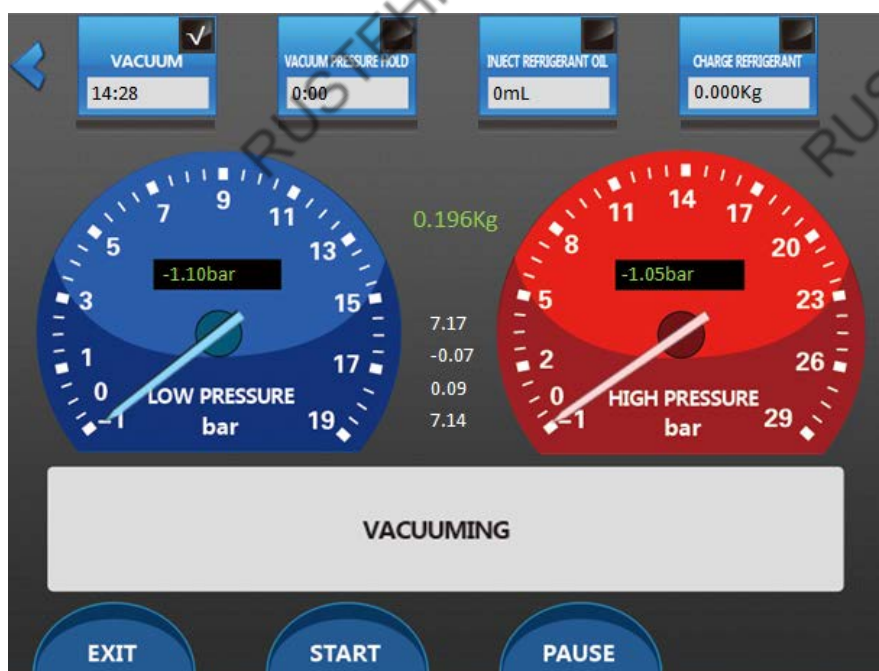 VACUUM
14:28
VACUUM PRESSURE HOLD
0:00
INJECT REFRIGERANT OIL
0mL
CHARGE REFRIGERANT
0.000Kg
-1
0
1
3
5
7
9
11
13
15
17
19
-1.10bar
LOW PRESSURE
bar
0.196Kg
7.17
-0.07
0.09
7.14
-1
0
2
5
8
11
14
17
20
23
26
29
-1.05bar
HIGH PRESSURE
bar
VACUUMING
EXIT
START
PAUSE